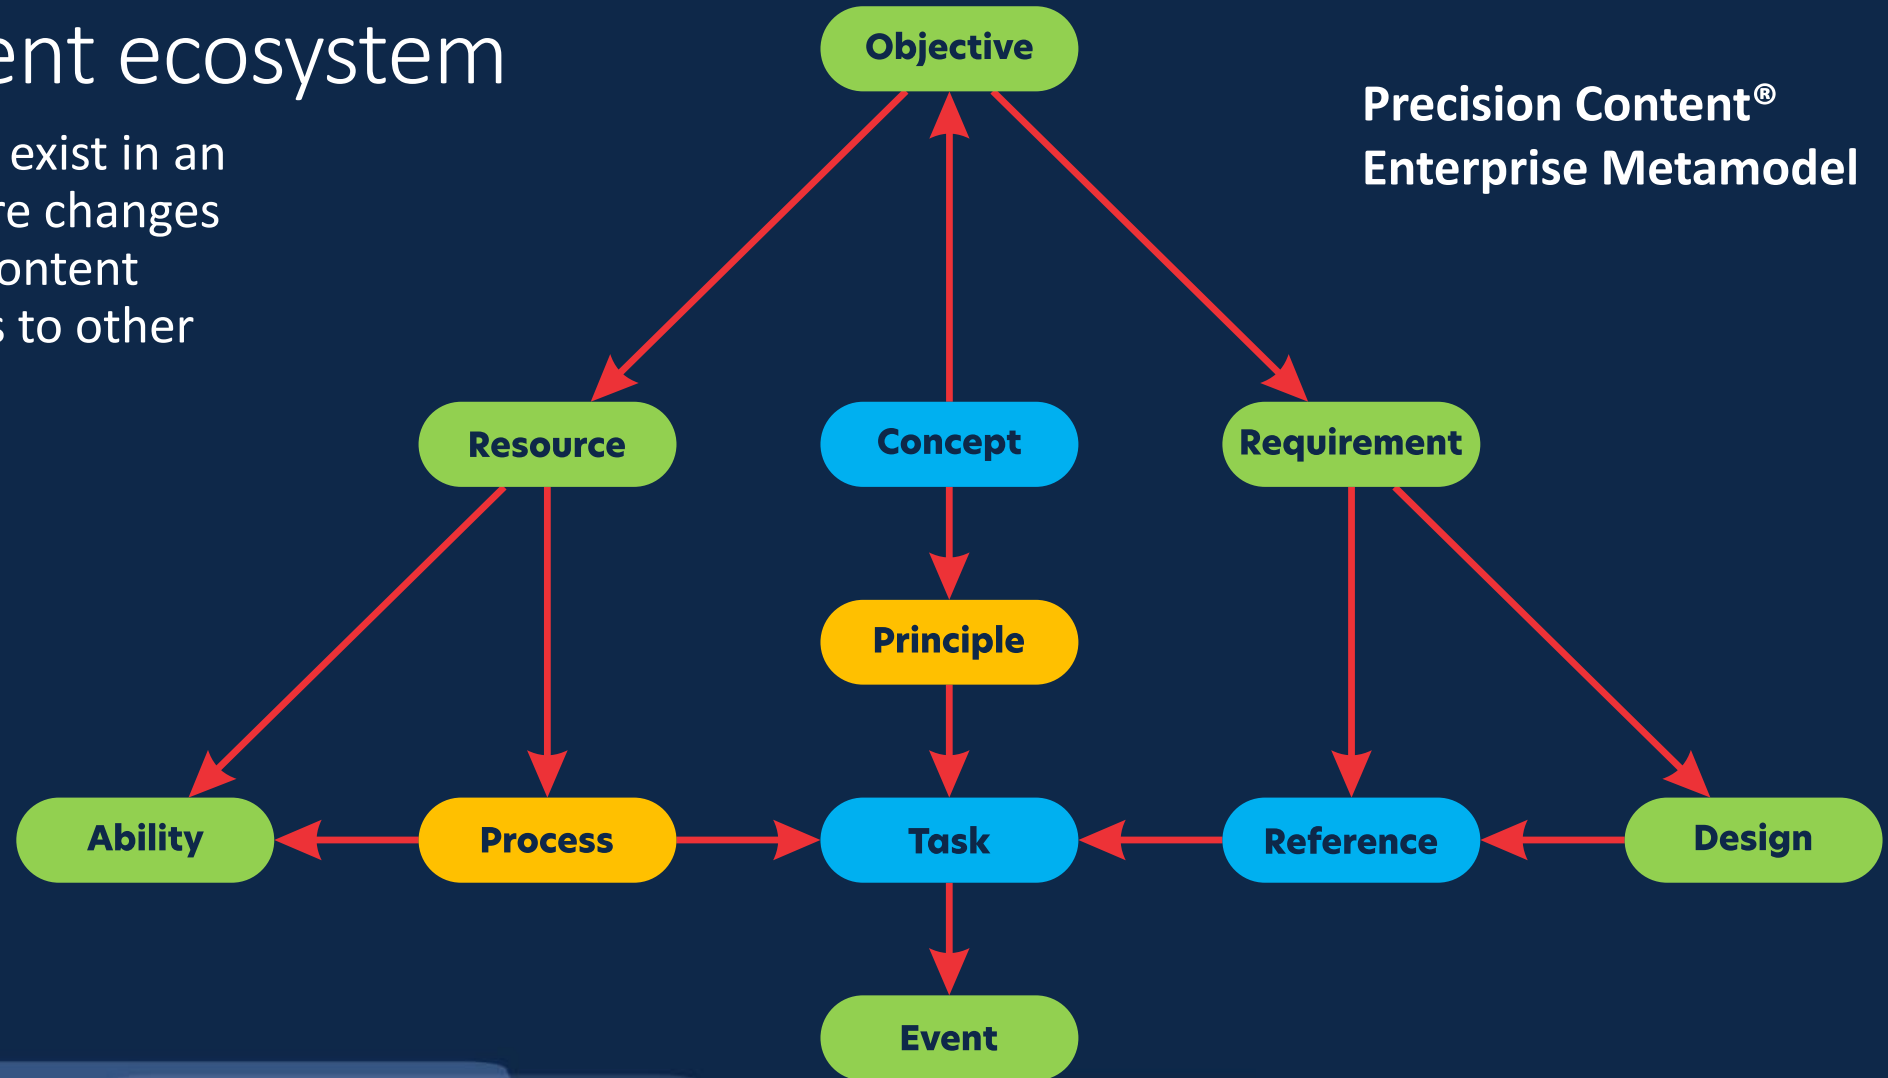 ent ecosystem
exist in an
re changes
ontent
s to other
Precision Content®
Enterprise Metamodel
Objective
Resource
Concept
Requirement
Principle
Ability
Process
Task
Reference
Design
Event